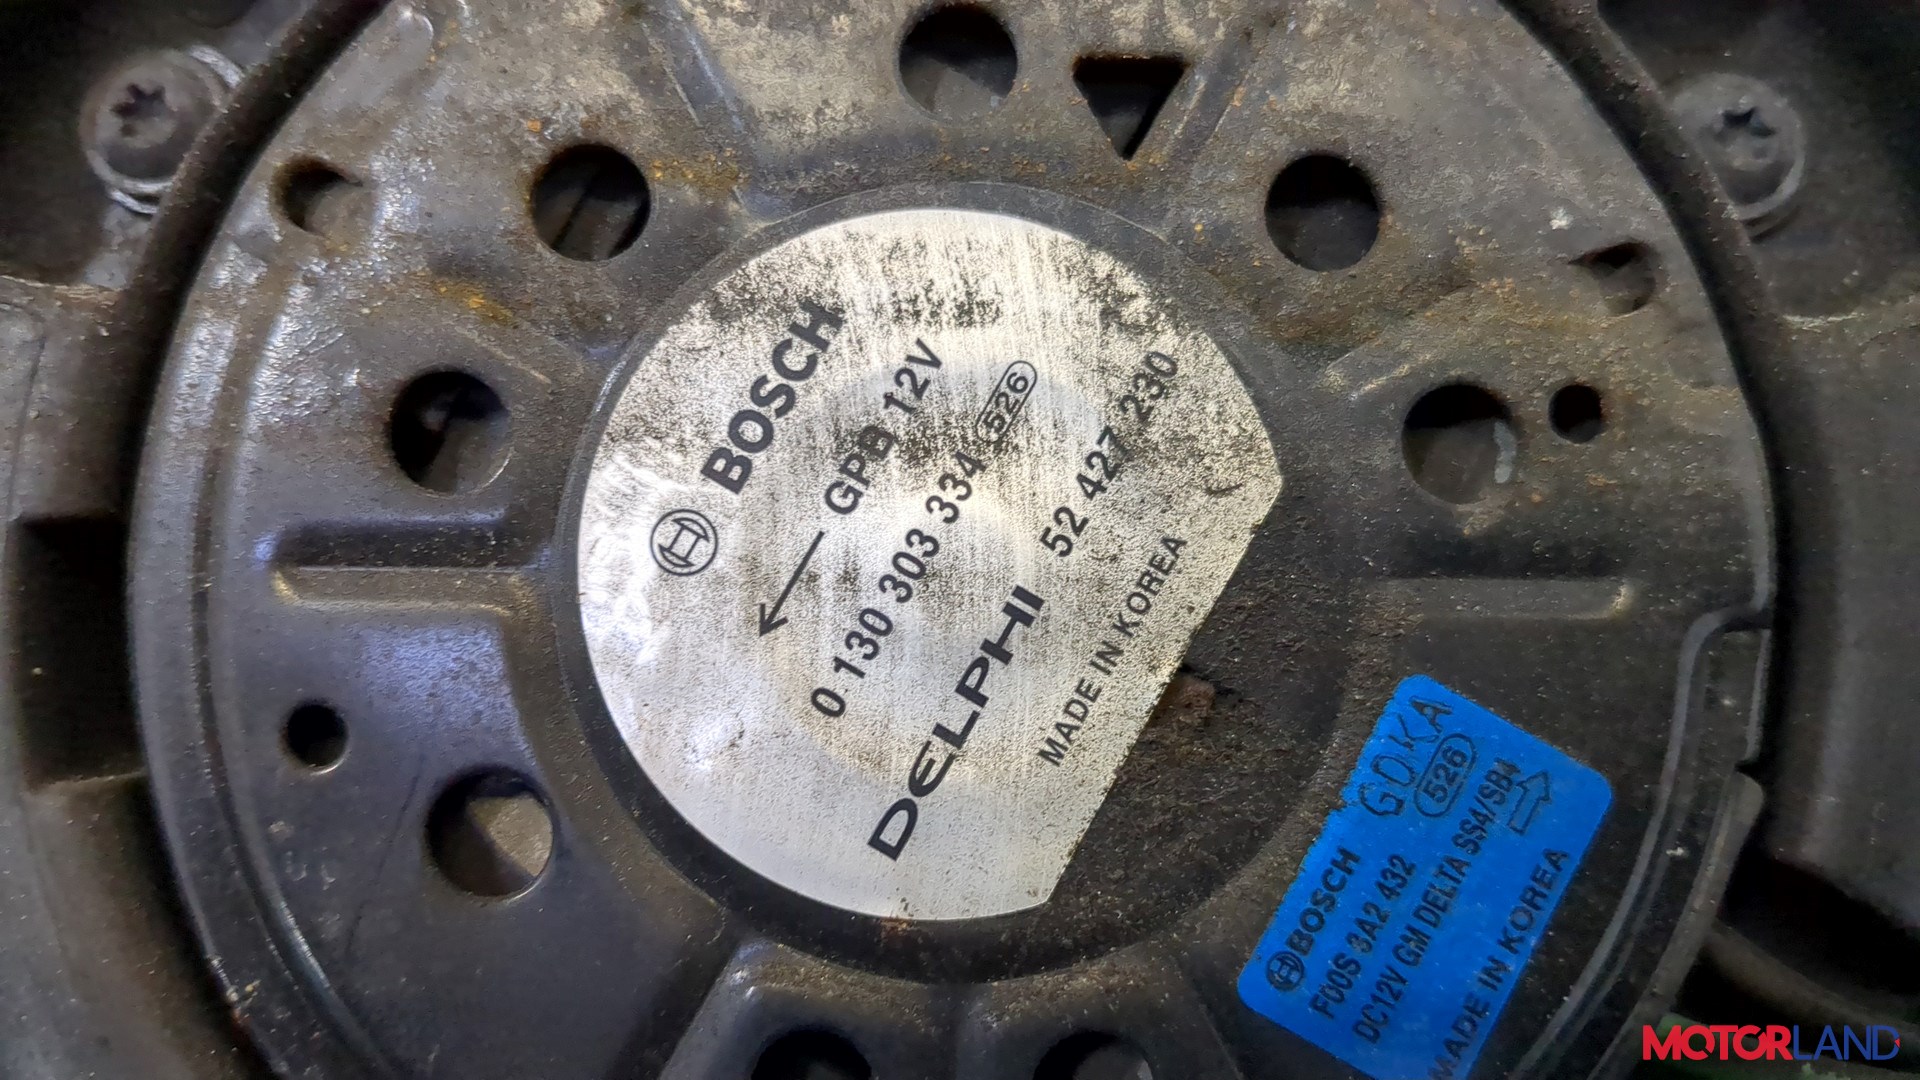 BOSCH
GPB 12V
0 130 303 334 526
DELPHI 52 427 230
MADE IN KOREA
GOKA
526
BOSCH
F00S 3A2 432
DC12V GM DELTA SS4/SB4
MADE IN KOREA
MOTORLAND